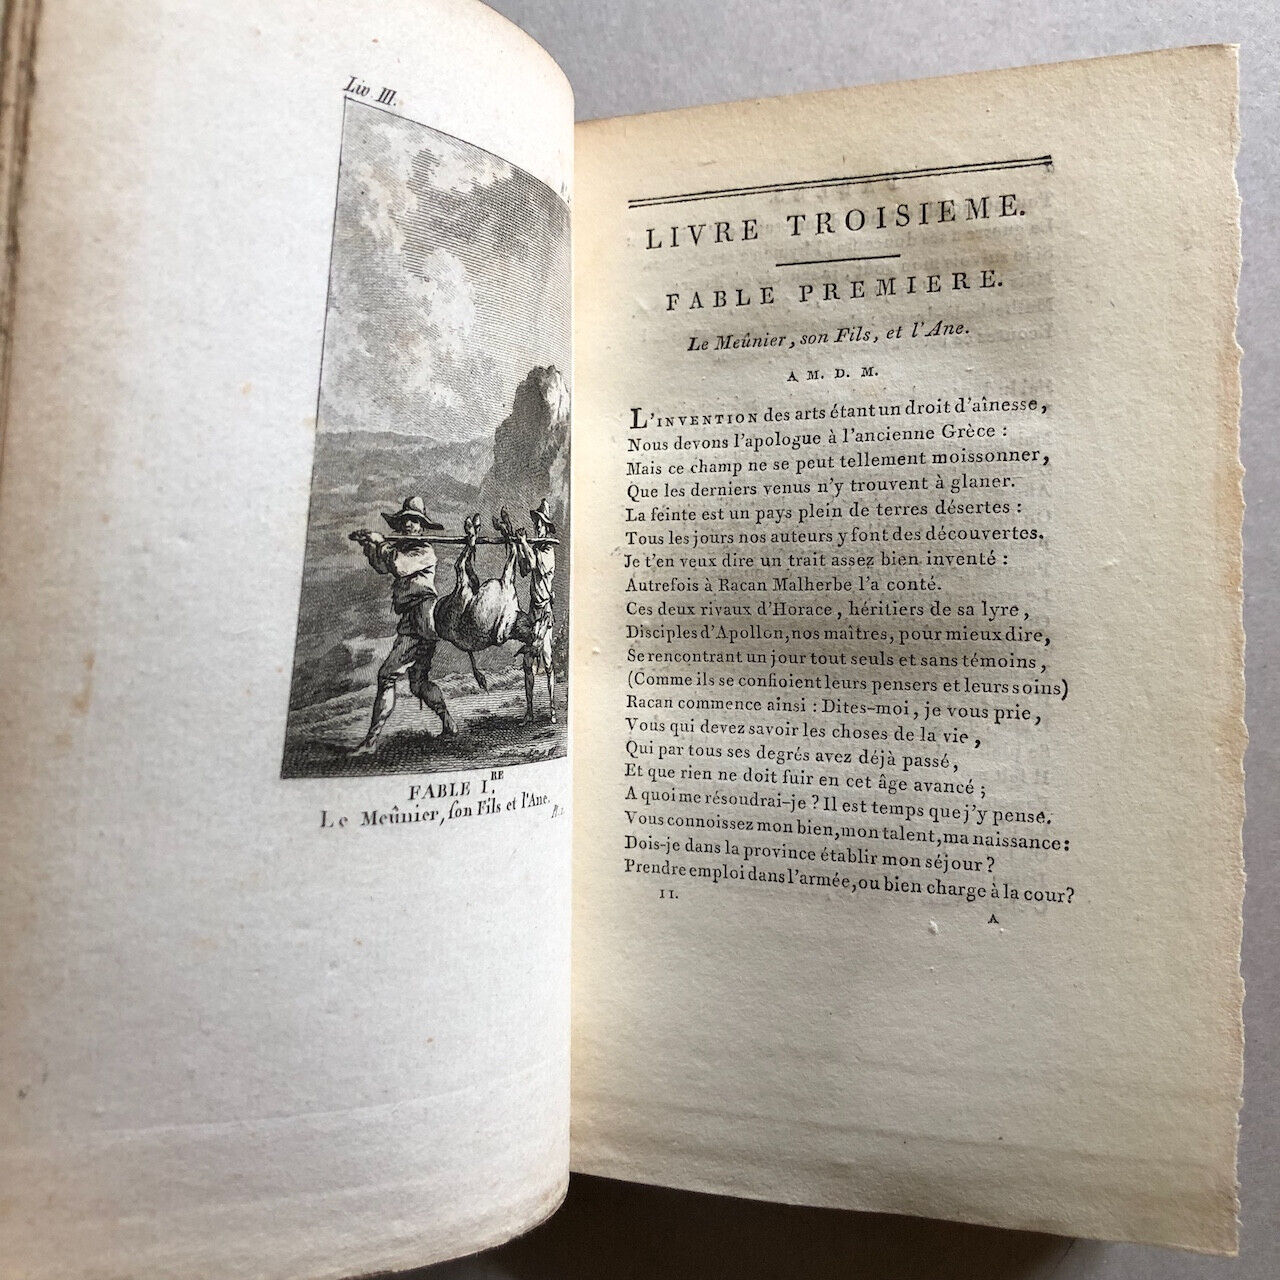 Liv. III.
FABLE I.RE
Le Meûnier, son Fils et l'Ane.
LIVRE TROISIEME.
FABLE PREMIERE.
Le Meûnier, son Fils, et l'Ane.
A M. D. M.
L'INVENTION des arts étant un droit d'aînesse,
Nous devons l'apologue à l'ancienne Grèce :
Mais ce champ ne se peut tellement moissonner,
Que les derniers venus n'y trouvent à glaner.
La feinte est un pays plein de terres désertes :
Tous les jours nos auteurs y font des découvertes.
Je t'en veux dire un trait assez bien inventé :
Autrefois à Racan Malherbe l'a conté.
Ces deux rivaux d'Horace, héritiers de sa lyre,
Disciples d'Apollon, nos maîtres, pour mieux dire,
Se rencontrant un jour tout seuls et sans témoins,
(Comme ils se confioient leurs pensers et leurs soins)
Racan commence ainsi : Dites-moi, je vous prie,
Vous qui devez savoir les choses de la vie,
Qui par tous ses degrés avez déjà passé,
Et que rien ne doit fuir en cet âge avancé ;
A quoi me résoudrai-je ? Il est temps que j'y pense.
Vous connoissez mon bien, mon talent, ma naissance :
Dois-je dans la province établir mon séjour ?
Prendre emploi dans l'armée, ou bien charge à la cour ?
II.
A